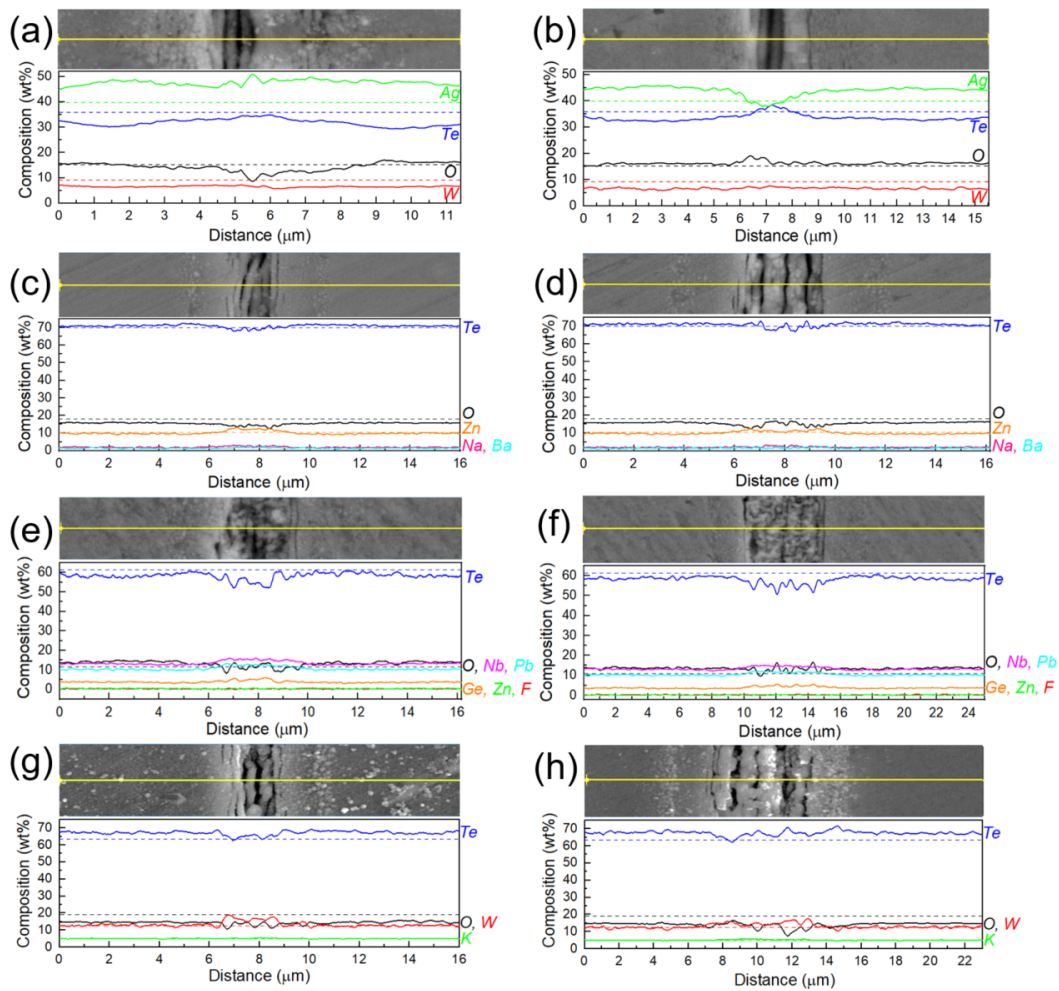 (a)
Composition (wt%)
50
40
30
20
10
0
Ag
Te
O
W
0 1 2 3 4 5 6 7 8 9 10 11
Distance (μm)
(b)
Composition (wt%)
50
40
30
20
10
0
Ag
Te
O
W
0 1 2 3 4 5 6 7 8 9 10 11 12 13 14 15
Distance (μm)
(c)
Composition (wt%)
70
60
50
40
30
20
10
0
Te
O
Zn
Na, Ba
0 2 4 6 8 10 12 14 16
Distance (μm)
(d)
Composition (wt%)
70
60
50
40
30
20
10
0
Te
O
Zn
Na, Ba
0 2 4 6 8 10 12 14 16
Distance (μm)
(e)
Composition (wt%)
60
50
40
30
20
10
0
Te
O, Nb, Pb
Ge, Zn, F
0 2 4 6 8 10 12 14 16
Distance (μm)
(f)
Composition (wt%)
60
50
40
30
20
10
0
Te
O, Nb, Pb
Ge, Zn, F
0 2 4 6 8 10 12 14 16 18 20 22 24
Distance (μm)
(g)
Composition (wt%)
70
60
50
40
30
20
10
0
Te
O, W
K
0 2 4 6 8 10 12 14 16
Distance (μm)
(h)
Composition (wt%)
70
60
50
40
30
20
10
0
Te
O, W
K
0 2 4 6 8 10 12 14 16 18 20 22
Distance (μm)